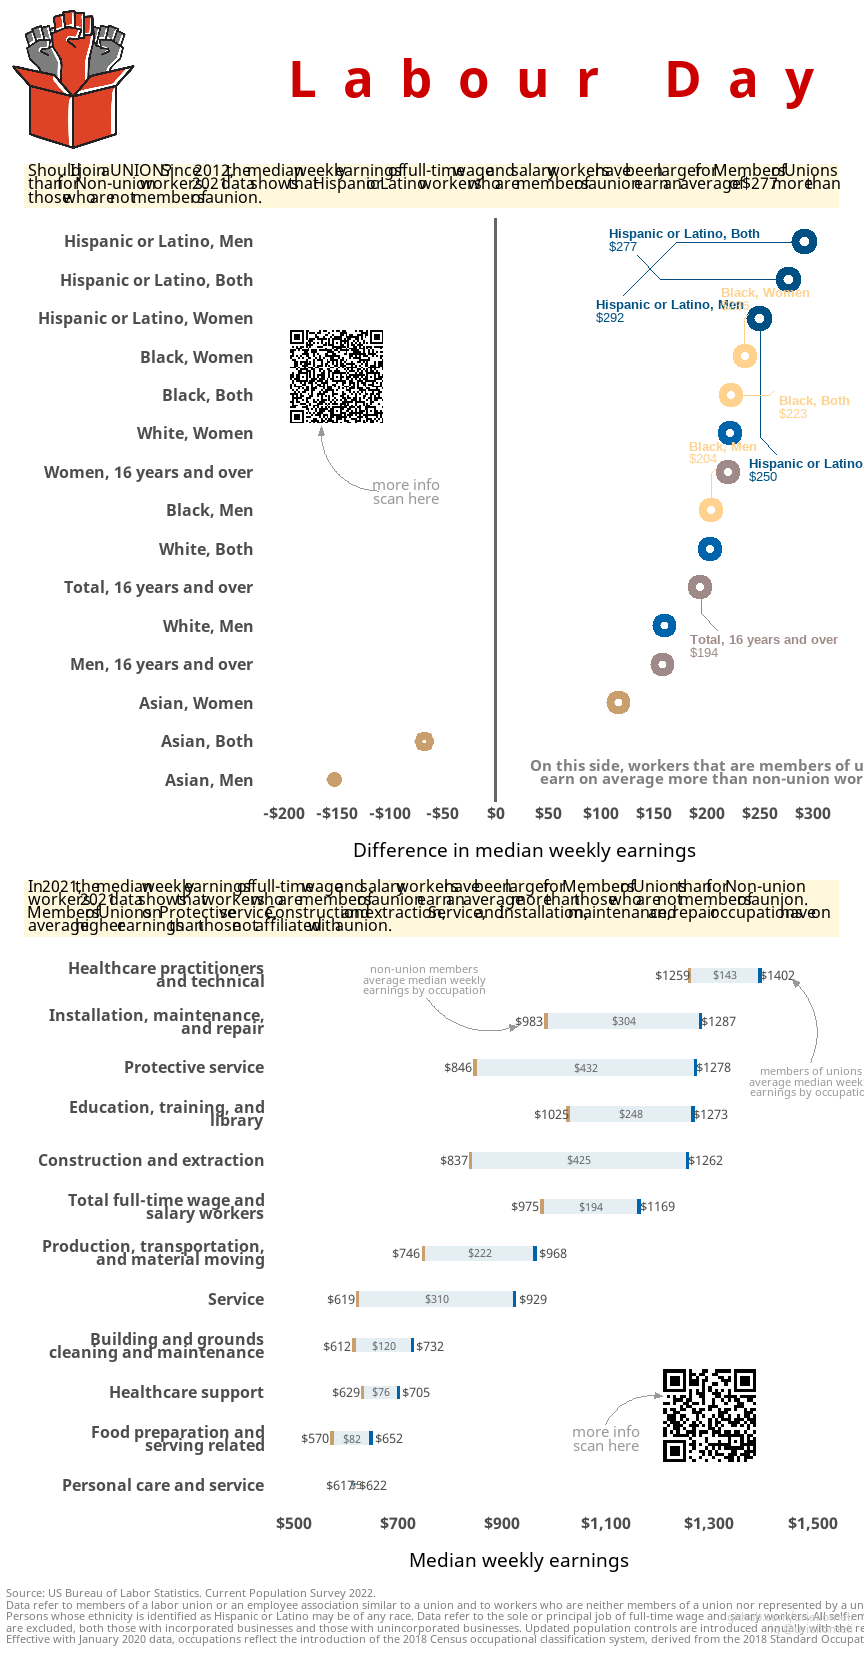 Labour Day
Should I join a UNION? Since 2012, the median weekly earnings of full-time wage and salary workers have been larger for Members of Unions
than for Non-union workers. 2021 data shows that Hispanic or Latino workers who are members of a union earn an average of $277 more than
those who are not members of a union.
Hispanic or Latino, Men
Hispanic or Latino, Both
Hispanic or Latino, Women
Black, Women
Black, Both
White, Women
Women, 16 years and over
Black, Men
White, Both
Total, 16 years and over
White, Men
Men, 16 years and over
Asian, Women
Asian, Both
Asian, Men
Hispanic or Latino, Both
$277
Hispanic or Latino, Men
$292
Black, Women
Black, Both
$223
Black, Men
$204
Hispanic or Latino
$250
Total, 16 years and over
$194
more info
scan here
On this side, workers that are members of u
earn on average more than non-union wor
-$200 -$150 -$100 -$50 $0 $50 $100 $150 $200 $250 $300
Difference in median weekly earnings
In 2021, the median weekly earnings of full-time wage and salary workers have been larger for Members of Unions than for Non-union
workers. 2021 data shows that workers who are members of a union earn an average more than those who are not members of a union.
Members of Unions on Protective service, Construction and extraction, Service, and Installation, maintenance, and repair occupations have on
average higher earnings than those not affiliated with a union.
Healthcare practitioners
and technical
$1259 $143 $1402
non-union members
average median weekly
earnings by occupation
Installation, maintenance,
and repair
$983 $304 $1287
Protective service
$846 $432 $1278
members of unions
average median week
earnings by occupatio
Education, training, and
library
$1025 $248 $1273
Construction and extraction
$837 $425 $1262
Total full-time wage and
salary workers
$975 $194 $1169
Production, transportation,
and material moving
$746 $222 $968
Service
$619 $310 $929
Building and grounds
cleaning and maintenance
$612 $120 $732
Healthcare support
$629 $76 $705
Food preparation and
serving related
$570 $82 $652
more info
scan here
Personal care and service
$617 $5 $622
$500 $700 $900 $1,100 $1,300 $1,500
Median weekly earnings
Source: US Bureau of Labor Statistics. Current Population Survey 2022.
Data refer to members of a labor union or an employee association similar to a union and to workers who are neither members of a union nor represented by a un
Persons whose ethnicity is identified as Hispanic or Latino may be of any race. Data refer to the sole or principal job of full-time wage and salary workers. All self-em
are excluded, both those with incorporated businesses and those with unincorporated businesses. Updated population controls are introduced annually with the re
Effective with January 2020 data, occupations reflect the introduction of the 2018 Census occupational classification system, derived from the 2018 Standard Occupat